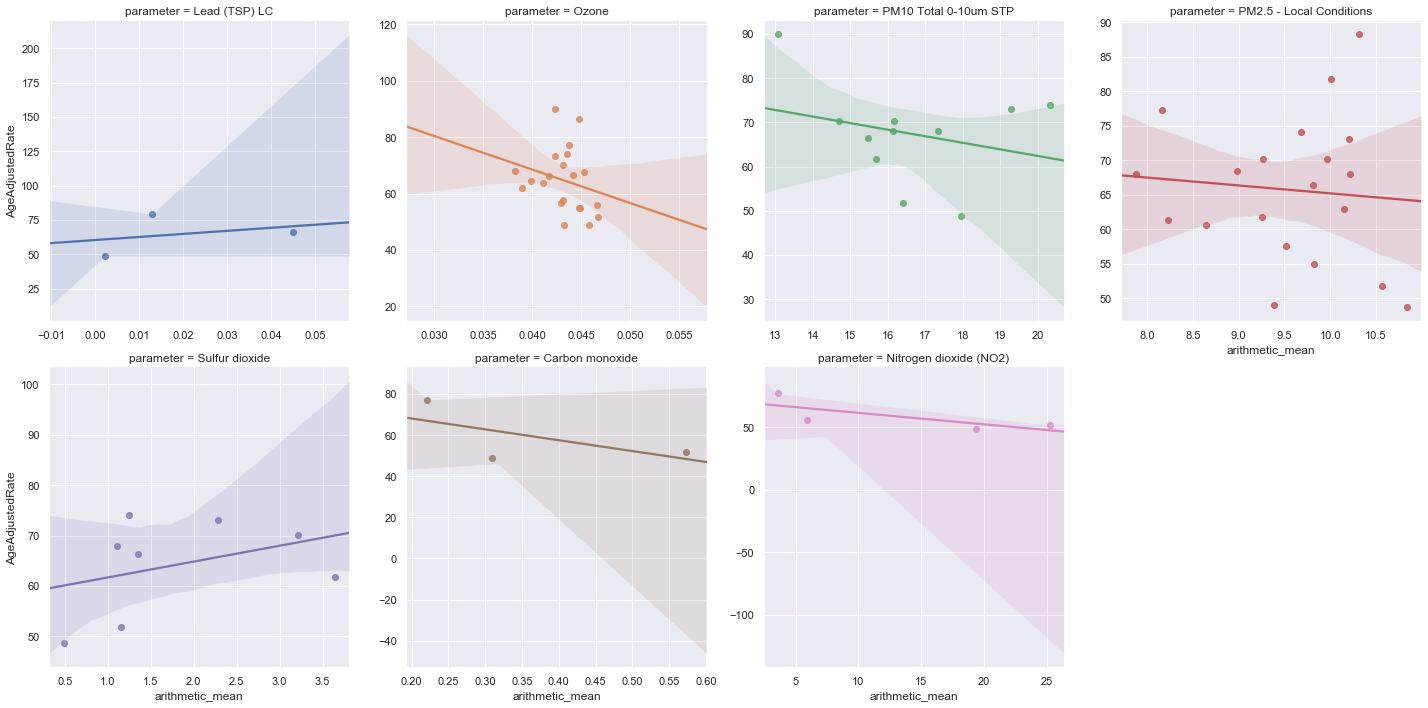 parameter = Lead (TSP) LC
parameter = Ozone
parameter = PM10 Total 0-10um STP
parameter = PM2.5 - Local Conditions
AgeAdjustedRate
200
175
150
125
100
75
50
25
−0.01 0.00 0.01 0.02 0.03 0.04 0.05
120
100
80
60
40
20
0.030 0.035 0.040 0.045 0.050 0.055
90
80
70
60
50
40
30
13 14 15 16 17 18 19 20
90
85
80
75
70
65
60
55
50
8.0 8.5 9.0 9.5 10.0 10.5
arithmetic_mean
parameter = Sulfur dioxide
parameter = Carbon monoxide
parameter = Nitrogen dioxide (NO2)
AgeAdjustedRate
100
90
80
70
60
50
0.5 1.0 1.5 2.0 2.5 3.0 3.5
arithmetic_mean
80
60
40
20
0
−20
−40
0.20 0.25 0.30 0.35 0.40 0.45 0.50 0.55 0.60
arithmetic_mean
50
0
−50
−100
5 10 15 20 25
arithmetic_mean